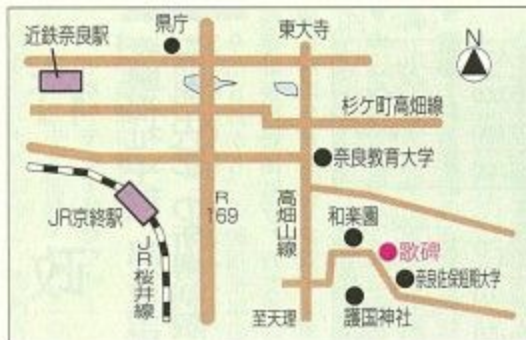 近鉄奈良駅
県庁
東大寺
N
杉ケ町高畑線
奈良教育大学
JR京終駅
R
169
高畑山線
和楽園
歌碑
JR桜井線
奈良佐保短期大学
至天理
護国神社